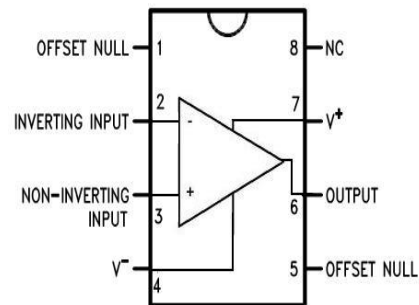 OFFSET NULL 1
8 NC
2
INVERTING INPUT
-
7 V+
NON-INVERTING
INPUT
3
+
6 OUTPUT
V-
4
5 OFFSET NULL